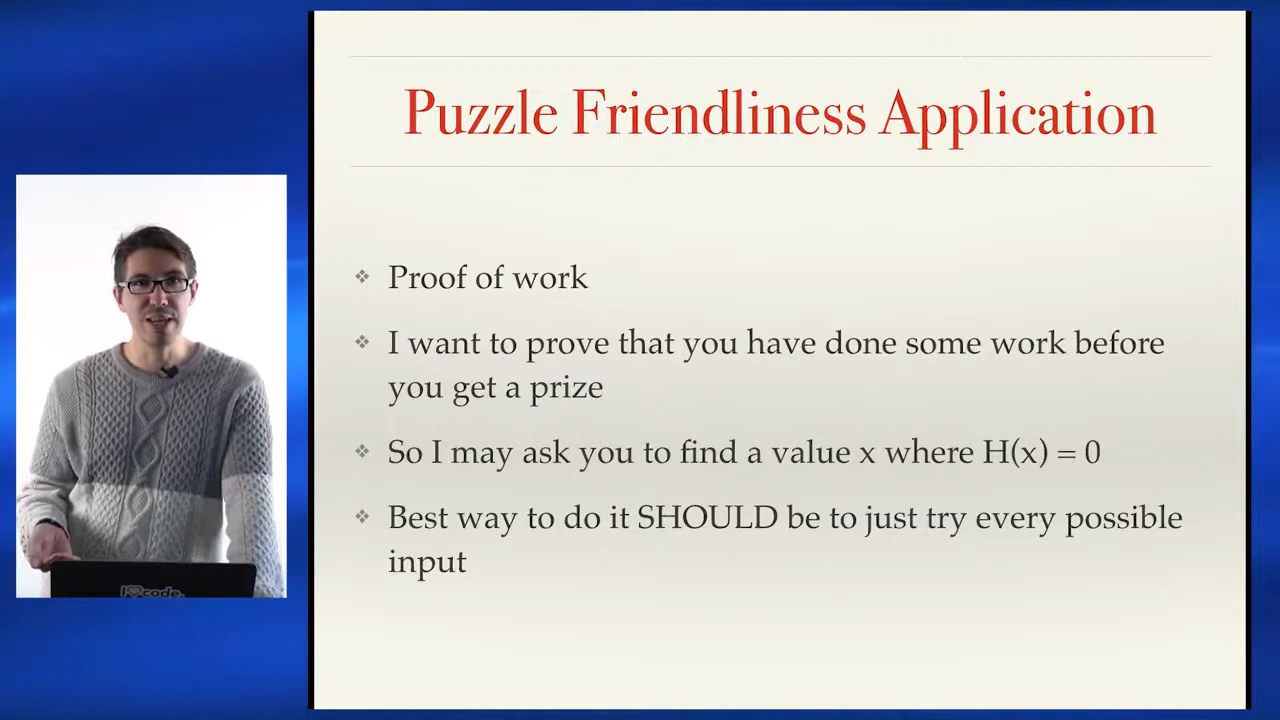 Puzzle Friendliness Application
Proof of work
I want to prove that you have done some work before
you get a prize
So I may ask you to find a value x where H(x) = 0
Best way to do it SHOULD be to just try every possible
input
I♡code.